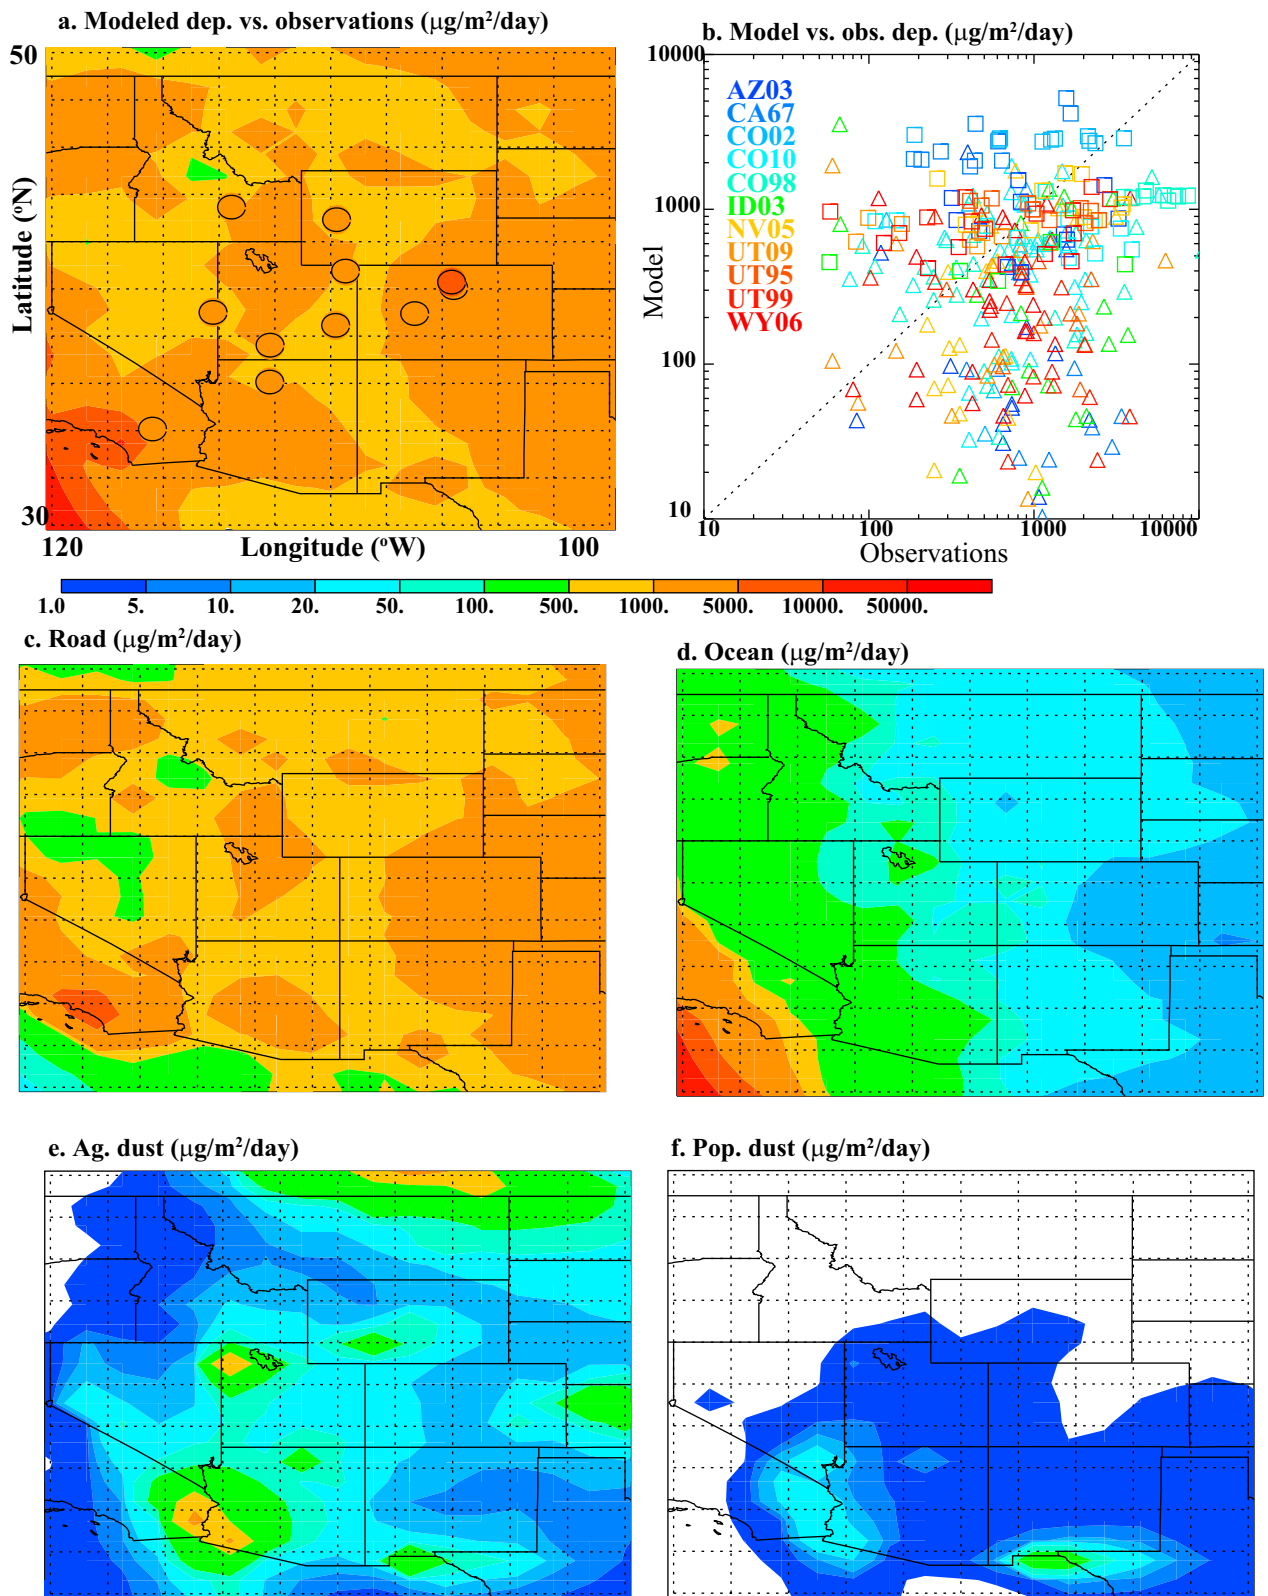 a. Modeled dep. vs. observations (μg/m²/day)
50
Latitude (°N)
30
120
Longitude (°W)
100
b. Model vs. obs. dep. (μg/m²/day)
10000
1000
Model
100
10
AZ03
CA67
CO02
CO10
CO98
ID03
NV05
UT09
UT95
UT99
WY06
10
100
1000
10000
Observations
1.0 5. 10. 20. 50. 100. 500. 1000. 5000. 10000. 50000.
c. Road (μg/m²/day)
d. Ocean (μg/m²/day)
e. Ag. dust (μg/m²/day)
f. Pop. dust (μg/m²/day)